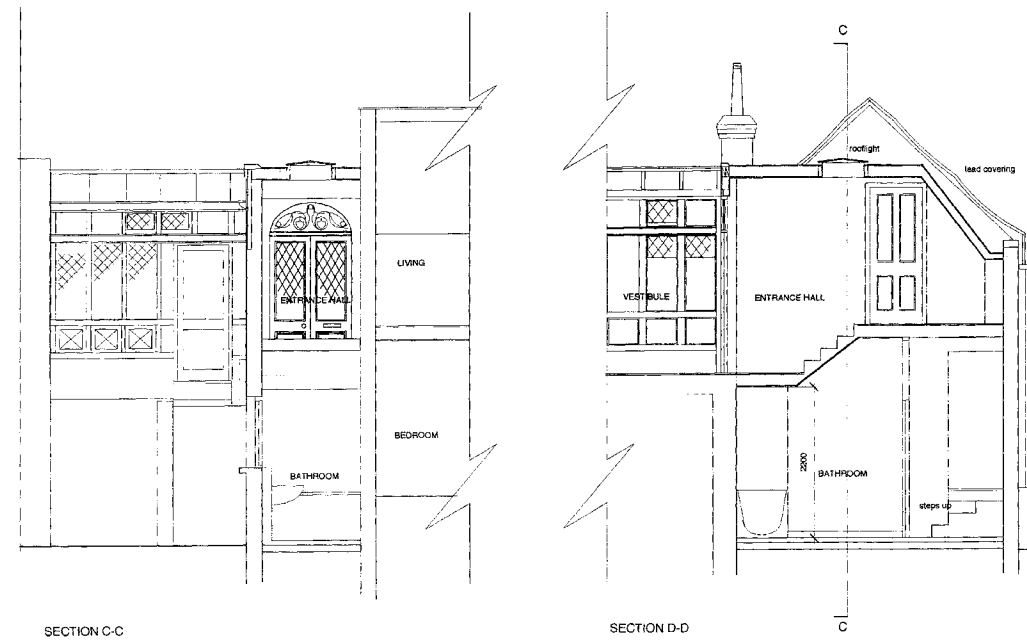 LIVING
ENTRANCE HALL
BEDROOM
BATHROOM
SECTION C-C
C
rooflight
lead covering
VESTIBULE
ENTRANCE HALL
2200
BATHROOM
steps up
C
SECTION D-D